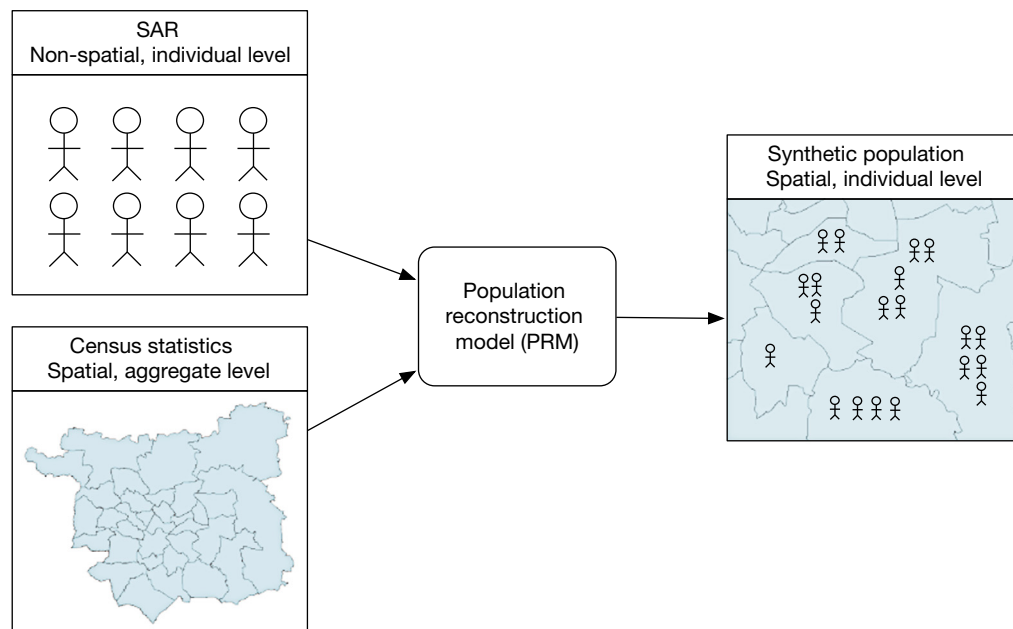 SAR
Non-spatial, individual level
Census statistics
Spatial, aggregate level
Population
reconstruction
model (PRM)
Synthetic population
Spatial, individual level